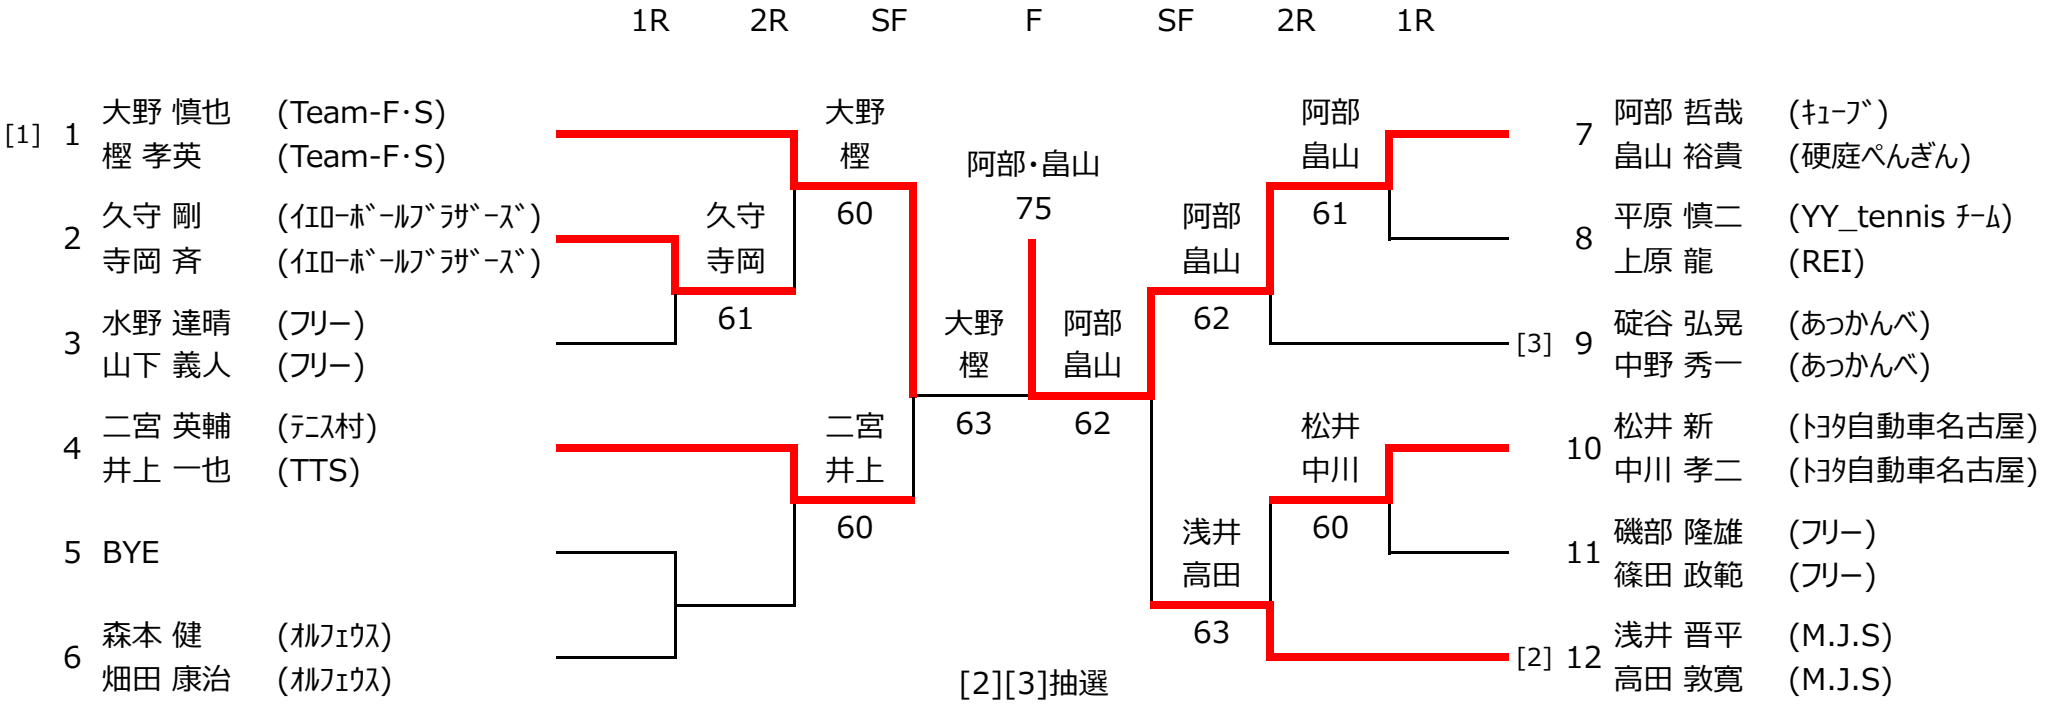 1R 2R SF F SF 2R 1R
[1] 1 大野 慎也 (Team-F･S)
樫 孝英 (Team-F･S)
2 久守 剛 (ｲｴﾛｰﾎﾞｰﾙﾌﾞﾗｻﾞｰｽﾞ)
寺岡 斉 (ｲｴﾛｰﾎﾞｰﾙﾌﾞﾗｻﾞｰｽﾞ)
3 水野 達晴 (フリー)
山下 義人 (フリー)
4 二宮 英輔 (ﾃﾆｽ村)
井上 一也 (TTS)
5 BYE
6 森本 健 (ｵﾙﾌｪｳｽ)
畑田 康治 (ｵﾙﾌｪｳｽ)
久守
寺岡
61
大野
樫
60
二宮
井上
60
大野
樫
63
阿部･畠山
75
阿部
畠山
62
阿部
畠山
62
浅井
高田
63
阿部
畠山
61
松井
中川
60
7 阿部 哲哉 (ｷｭｰﾌﾞ)
畠山 裕貴 (硬庭ぺんぎん)
8 平原 慎二 (YY_tennis ﾁｰﾑ)
上原 龍 (REI)
[3] 9 碇谷 弘晃 (あっかんべ)
中野 秀一 (あっかんべ)
10 松井 新 (ﾄﾖﾀ自動車名古屋)
中川 孝二 (ﾄﾖﾀ自動車名古屋)
11 磯部 隆雄 (フリー)
篠田 政範 (フリー)
[2] 12 浅井 晋平 (M.J.S)
高田 敦寛 (M.J.S)
[2][3]抽選